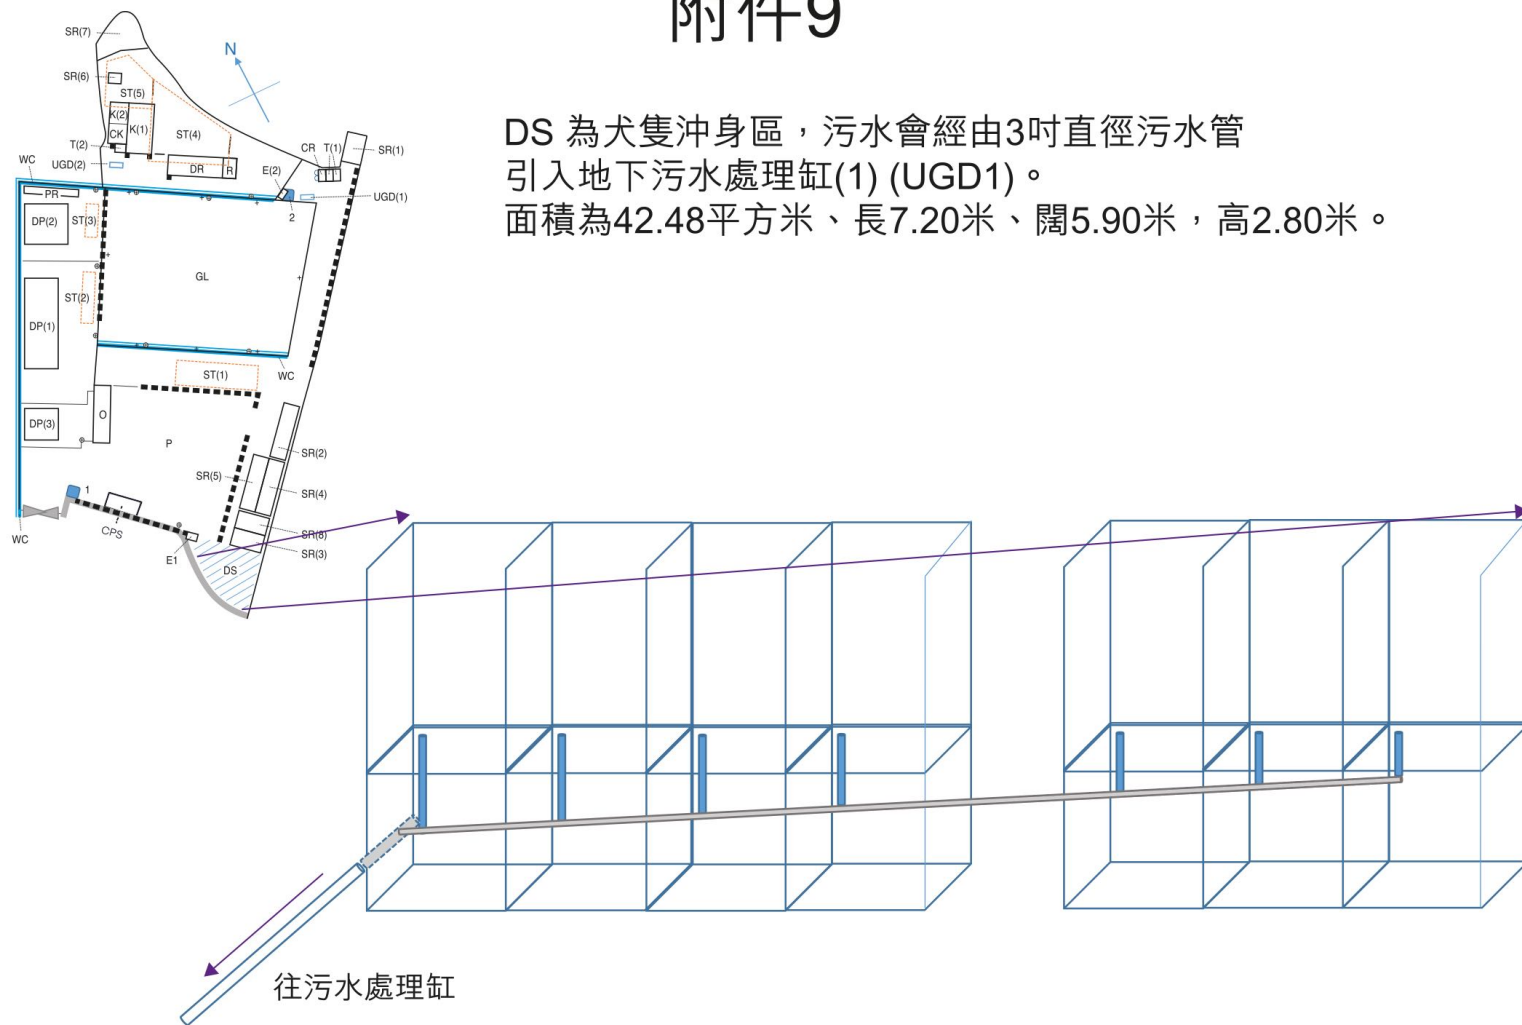 附件9
DS 為犬隻沖身區，污水會經由3吋直徑污水管
引入地下污水處理缸(1) (UGD1)。
面積為42.48平方米、長7.20米、闊5.90米，高2.80米。
SR(7)
N
SR(6)
ST(5)
K(2)
K(1)
CK
ST(4)
T(2)
CR
T(1)
SR(1)
WC
UGD(2)
DR
R
E(2)
UGD(1)
PR
2
DP(2)
ST(3)
GL
ST(2)
DP(1)
ST(1)
WC
O
DP(3)
P
SR(2)
SR(5)
SR(4)
1
CPS
SR(8)
WC
SR(3)
E1
DS
往污水處理缸